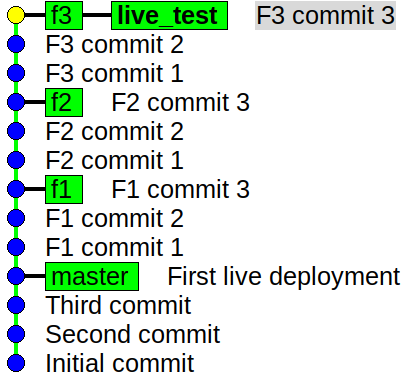 f3 live_test F3 commit 3
F3 commit 2
F3 commit 1
f2 F2 commit 3
F2 commit 2
F2 commit 1
f1 F1 commit 3
F1 commit 2
F1 commit 1
master First live deployment
Third commit
Second commit
Initial commit